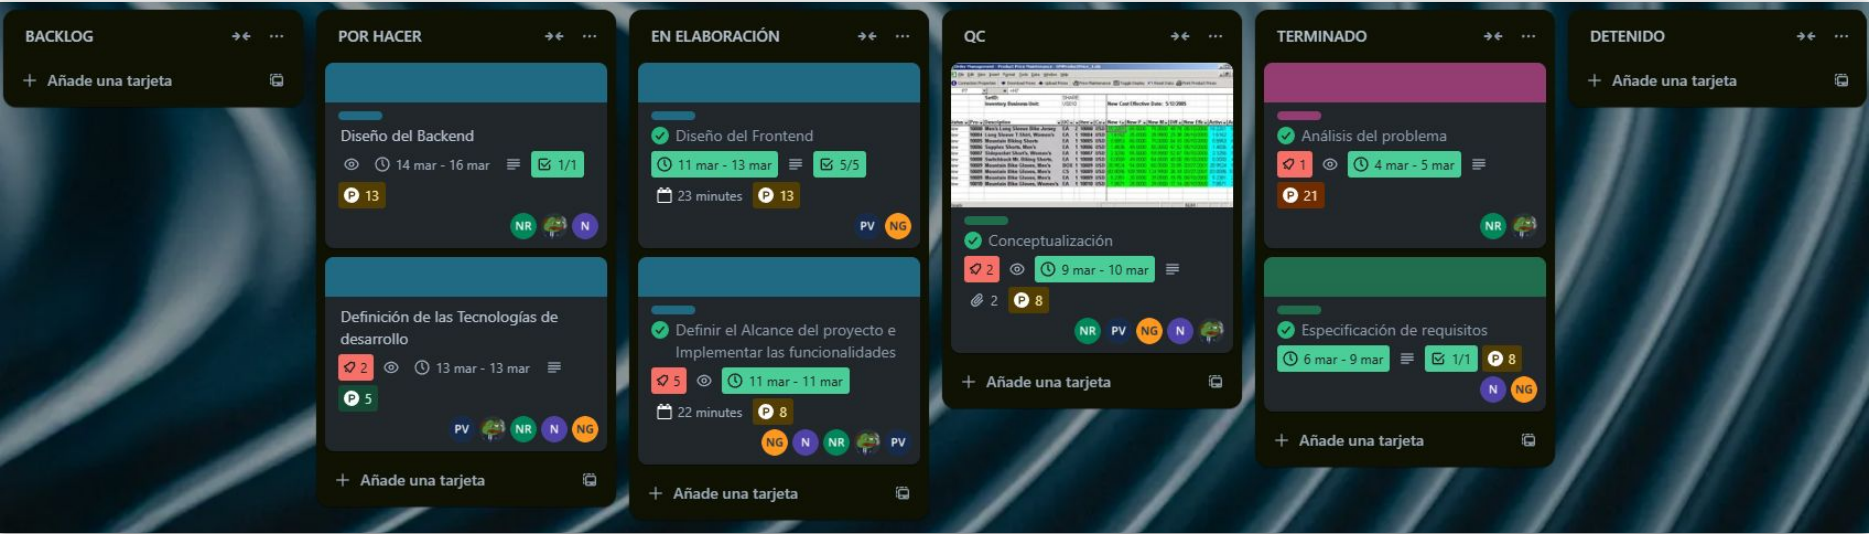 BACKLOG
Añade una tarjeta
POR HACER
Diseño del Backend
14 mar - 16 mar
1/1
P 13
NR
N
Definición de las Tecnologías de
desarrollo
2
13 mar - 13 mar
P 5
PV
NR
N
NG
Añade una tarjeta
EN ELABORACIÓN
Diseño del Frontend
11 mar - 13 mar
5/5
23 minutes
P 13
PV
NG
Definir el Alcance del proyecto e
Implementar las funcionalidades
5
11 mar - 11 mar
22 minutes
P 8
NG
N
NR
PV
Añade una tarjeta
QC
Conceptualización
2
9 mar - 10 mar
2
P 8
NR
PV
NG
N
Añade una tarjeta
TERMINADO
Análisis del problema
1
4 mar - 5 mar
P 21
NR
Especificación de requisitos
6 mar - 9 mar
1/1
P 8
N
NG
Añade una tarjeta
DETENIDO
Añade una tarjeta